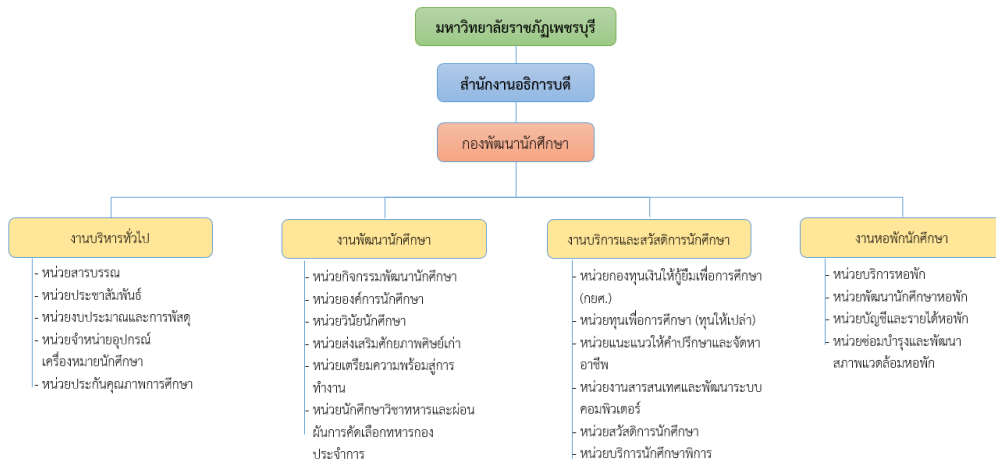 มหาวิทยาลัยราชภัฏเพชรบุรี
สำนักงานอธิการบดี
กองพัฒนานักศึกษา
งานบริหารทั่วไป
- หน่วยสารบรรณ
- หน่วยประชาสัมพันธ์
- หน่วยงบประมาณและการพัสดุ
- หน่วยจำหน่ายอุปกรณ์
เครื่องหมายนักศึกษา
- หน่วยประกันคุณภาพการศึกษา
งานพัฒนานักศึกษา
- หน่วยกิจกรรมพัฒนานักศึกษา
- หน่วยองค์การนักศึกษา
- หน่วยวินัยนักศึกษา
- หน่วยส่งเสริมศักยภาพศิษย์เก่า
- หน่วยเตรียมความพร้อมสู่การ
ทำงาน
- หน่วยนักศึกษาวิชาทหารและผ่อน
ผันการคัดเลือกทหารกอง
ประจำการ
งานบริการและสวัสดิการนักศึกษา
- หน่วยกองทุนเงินให้กู้ยืมเพื่อการศึกษา
(กยศ.)
- หน่วยทุนเพื่อการศึกษา (ทุนให้เปล่า)
- หน่วยแนะแนวให้คำปรึกษาและจัดหา
อาชีพ
- หน่วยงานสารสนเทศและพัฒนาระบบ
คอมพิวเตอร์
- หน่วยสวัสดิการนักศึกษา
- หน่วยบริการนักศึกษาพิการ
งานหอพักนักศึกษา
- หน่วยบริการหอพัก
- หน่วยพัฒนานักศึกษาหอพัก
- หน่วยบัญชีและรายได้หอพัก
- หน่วยซ่อมบำรุงและพัฒนา
สภาพแวดล้อมหอพัก